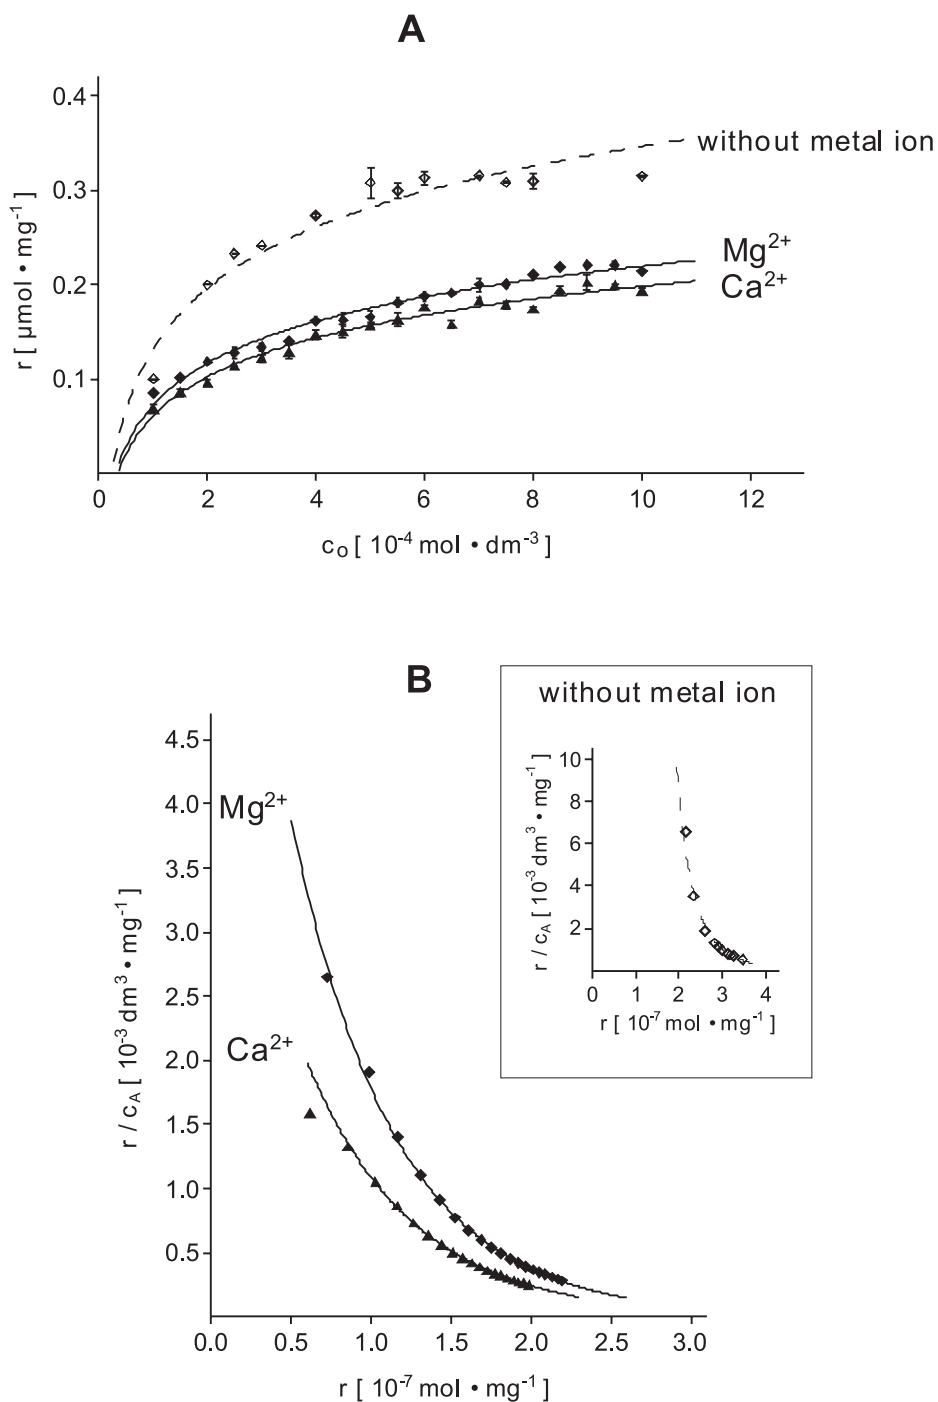 A
0.4
0.3
0.2
0.1
r [ µmol • mg⁻¹]
without metal ion
Mg²⁺
Ca²⁺
0 2 4 6 8 10 12
c₀ [ 10⁻⁴ mol • dm⁻³ ]
B
4.5
4.0
3.5
3.0
2.5
2.0
1.5
1.0
0.5
r / c_A [ 10⁻³ dm³ • mg⁻¹ ]
Mg²⁺
Ca²⁺
0.0 0.5 1.0 1.5 2.0 2.5 3.0
r [ 10⁻⁷ mol • mg⁻¹]
without metal ion
10
8
6
4
2
r / c_A [ 10⁻³ dm³ • mg⁻¹ ]
0 1 2 3 4
r [ 10⁻⁷ mol • mg⁻¹ ]